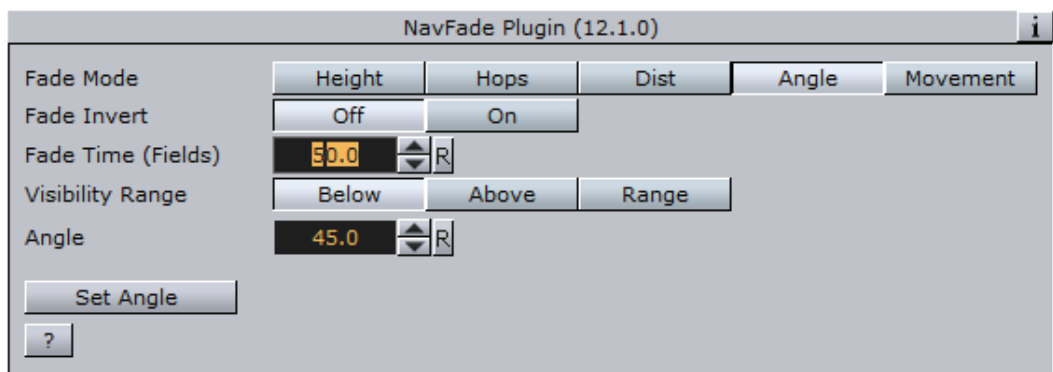 NavFade Plugin (12.1.0) i
Fade Mode Height Hops Dist Angle Movement
Fade Invert Off On
Fade Time (Fields) 50.0 R
Visibility Range Below Above Range
Angle 45.0 R
Set Angle
?